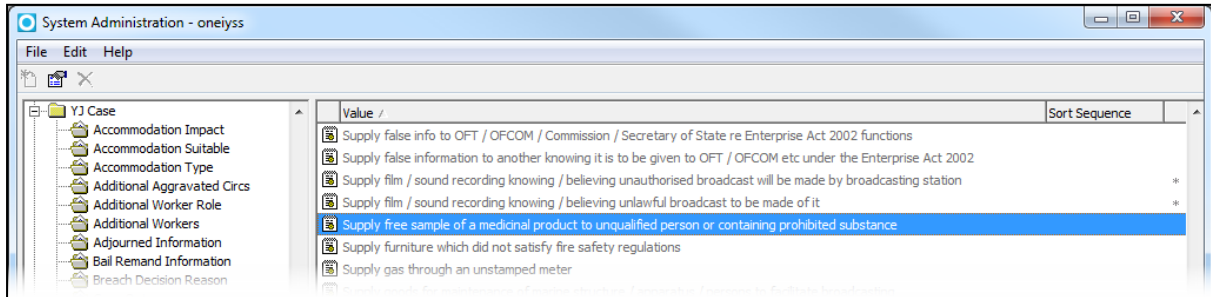 System Administration - oneiyss
File Edit Help
YJ Case
Accommodation Impact
Accommodation Suitable
Accommodation Type
Additional Aggravated Circs
Additional Worker Role
Additional Workers
Adjourned Information
Bail Remand Information
Breach Decision Reason
Value Sort Sequence
Supply false info to OFT / OFCOM / Commission / Secretary of State re Enterprise Act 2002 functions
Supply false information to another knowing it is to be given to OFT / OFCOM etc under the Enterprise Act 2002
Supply film / sound recording knowing / believing unauthorised broadcast will be made by broadcasting station *
Supply film / sound recording knowing / believing unlawful broadcast to be made of it *
Supply free sample of a medicinal product to unqualified person or containing prohibited substance
Supply furniture which did not satisfy fire safety regulations
Supply gas through an unstamped meter